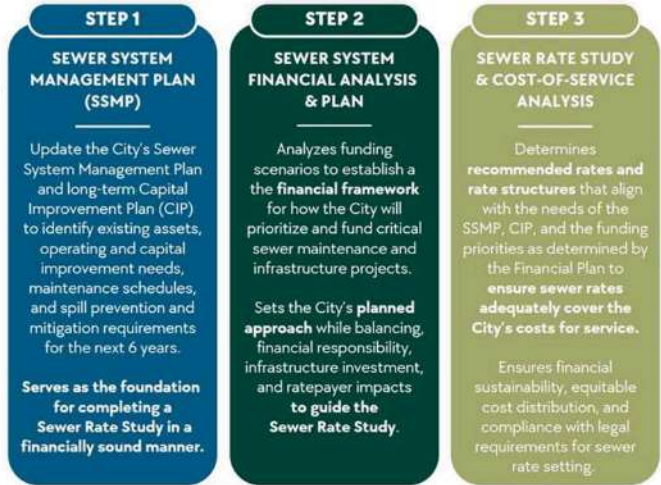 STEP 1
SEWER SYSTEM
MANAGEMENT PLAN
(SSMP)
Update the City's Sewer
System Management Plan
and long-term Capital
Improvement Plan (CIP)
to identify existing assets,
operating and capital
improvement needs,
maintenance schedules,
and spill prevention and
mitigation requirements
for the next 6 years.
Serves as the foundation
for completing a
Sewer Rate Study in a
financially sound manner.
STEP 2
SEWER SYSTEM
FINANCIAL ANALYSIS
& PLAN
Analyzes funding
scenarios to establish a
the financial framework
for how the City will
prioritize and fund critical
sewer maintenance and
infrastructure projects.
Sets the City's planned
approach while balancing,
financial responsibility,
infrastructure investment,
and ratepayer impacts
to guide the
Sewer Rate Study.
STEP 3
SEWER RATE STUDY
& COST-OF-SERVICE
ANALYSIS
Determines
recommended rates and
rate structures that align
with the needs of the
SSMP, CIP, and the funding
priorities as determined by
the Financial Plan to
ensure sewer rates
adequately cover the
City's costs for service.
Ensures financial
sustainability, equitable
cost distribution, and
compliance with legal
requirements for sewer
rate setting.